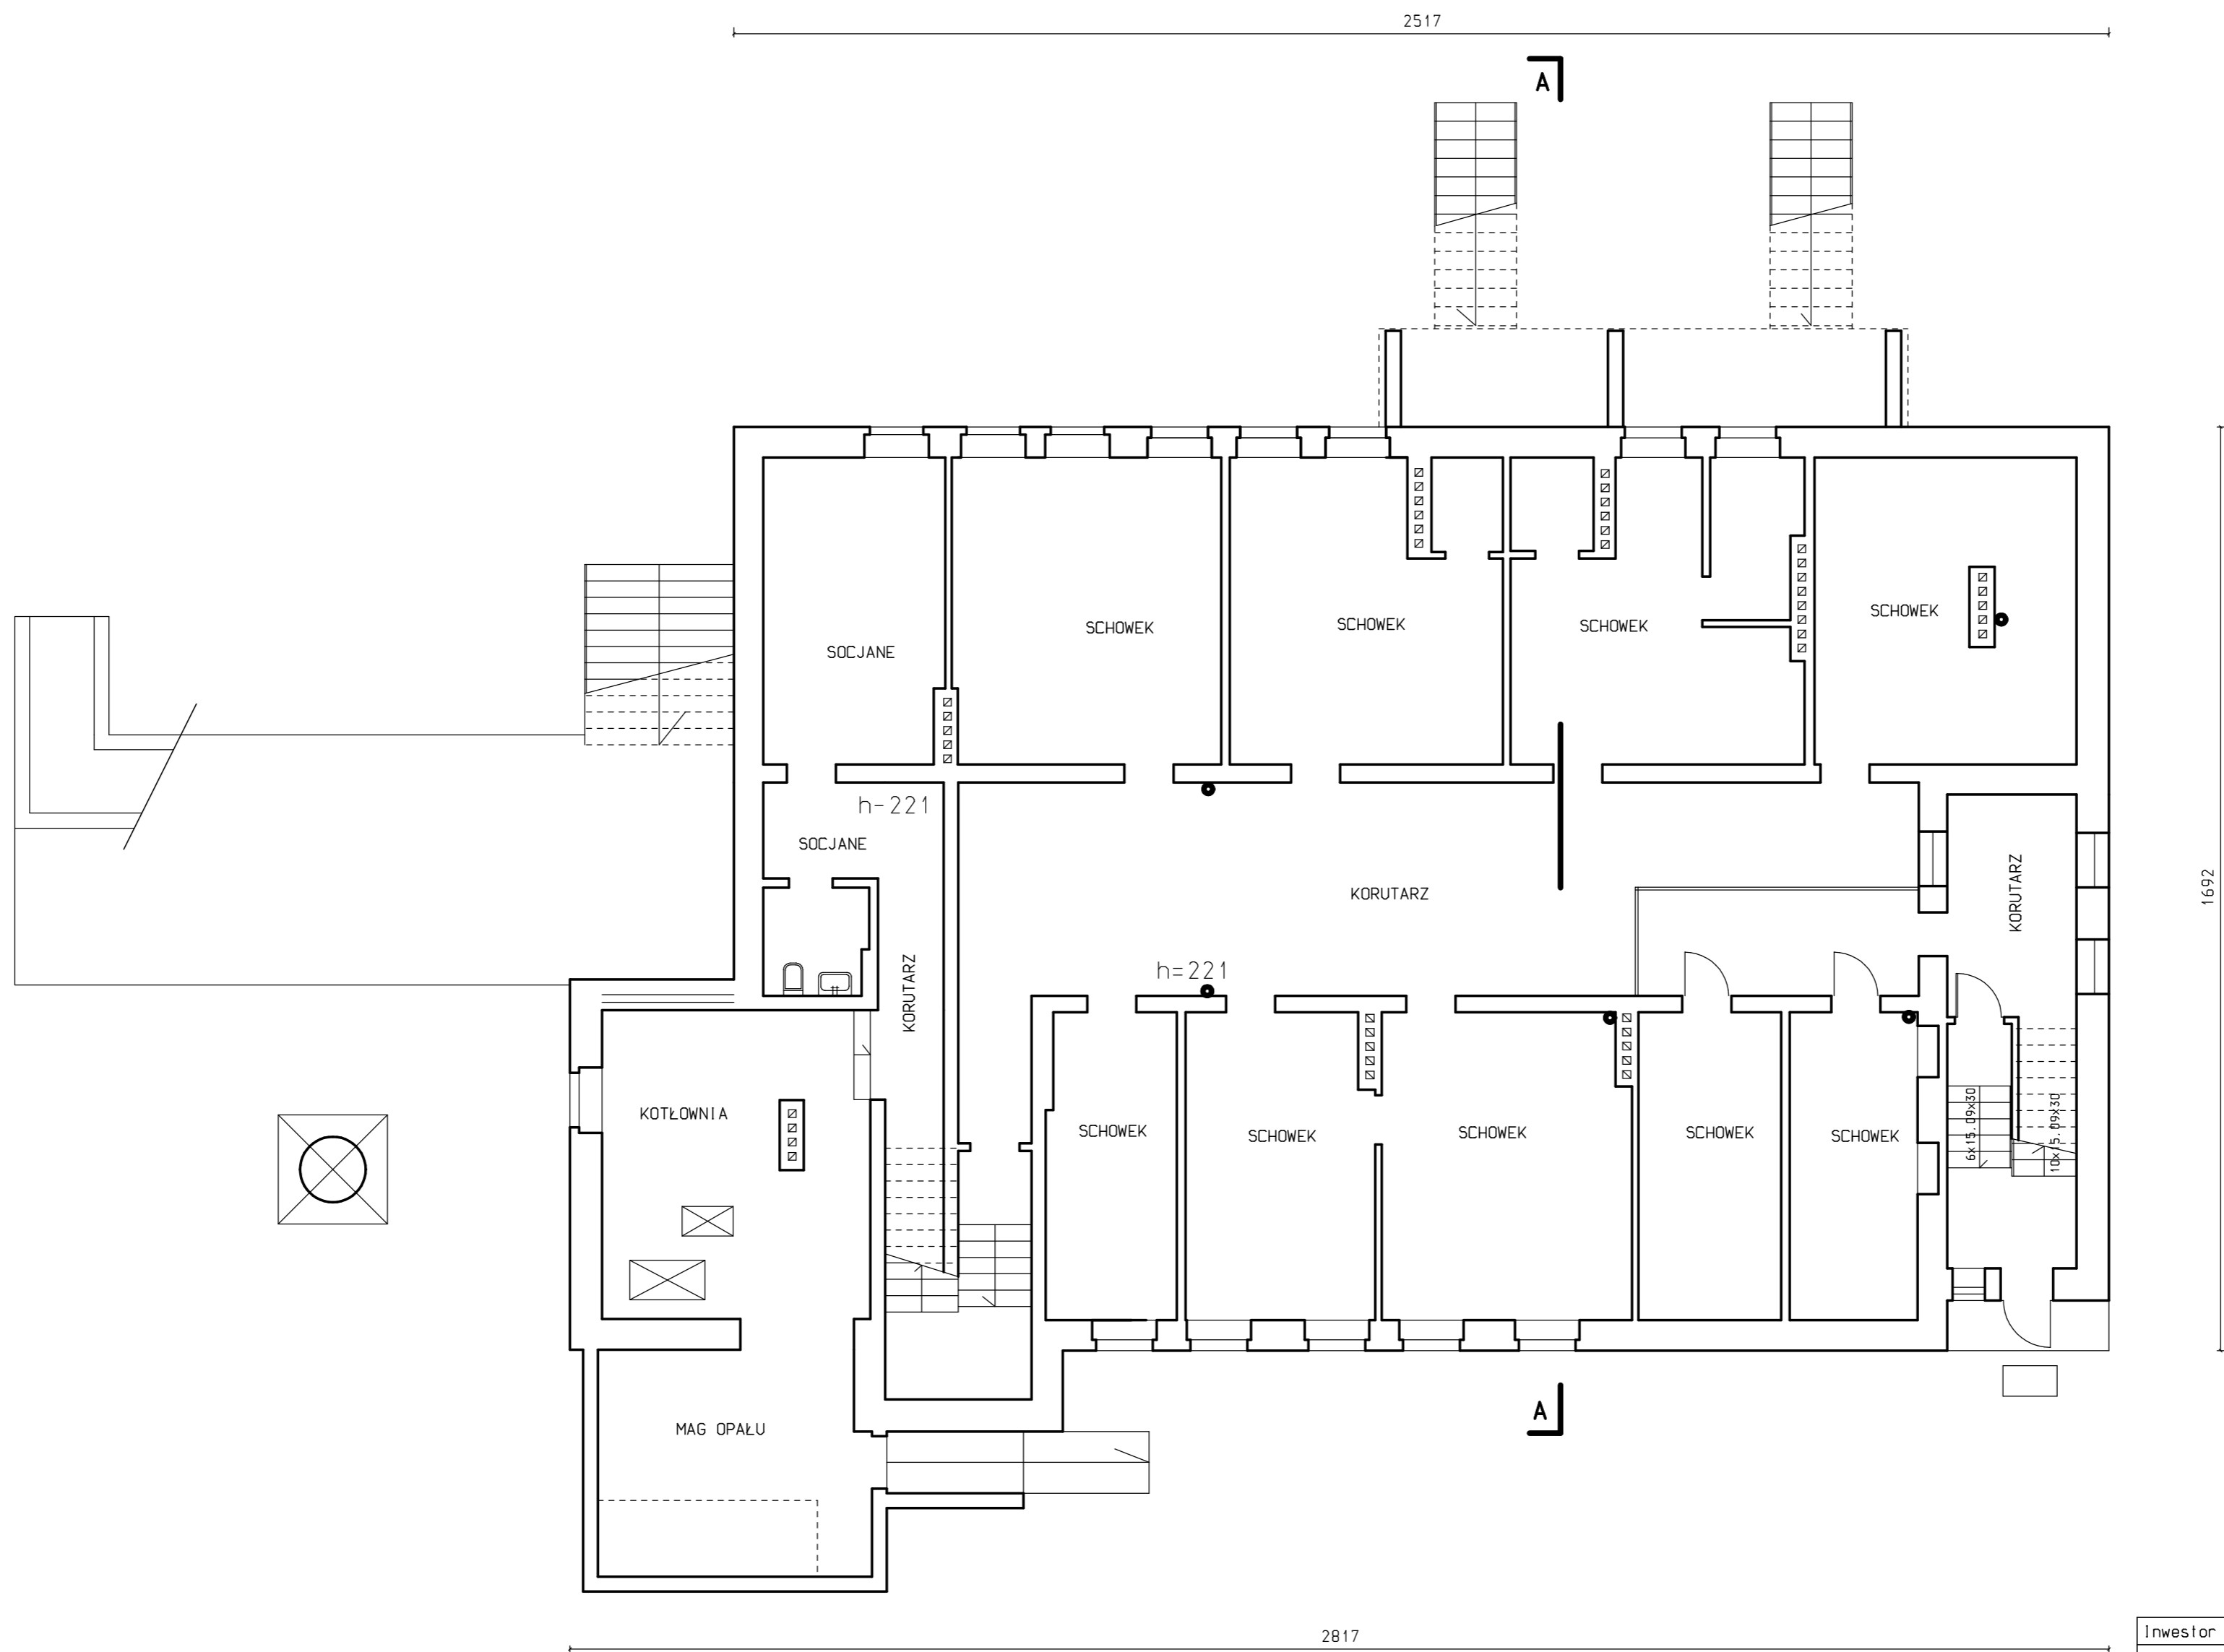 2517
A
SCHOWEK
SCHOWEK
SCHOWEK
SCHOWEK
SOCJANE
h-221
SOCJANE
KORUTARZ
KORUTARZ
1692
KORUTARZ
h=221
KOTŁOWNIA
SCHOWEK
SCHOWEK
SCHOWEK
SCHOWEK
SCHOWEK
6x15.09x30
10x15.09x30
A
MAG OPAŁU
2817
Inwestor